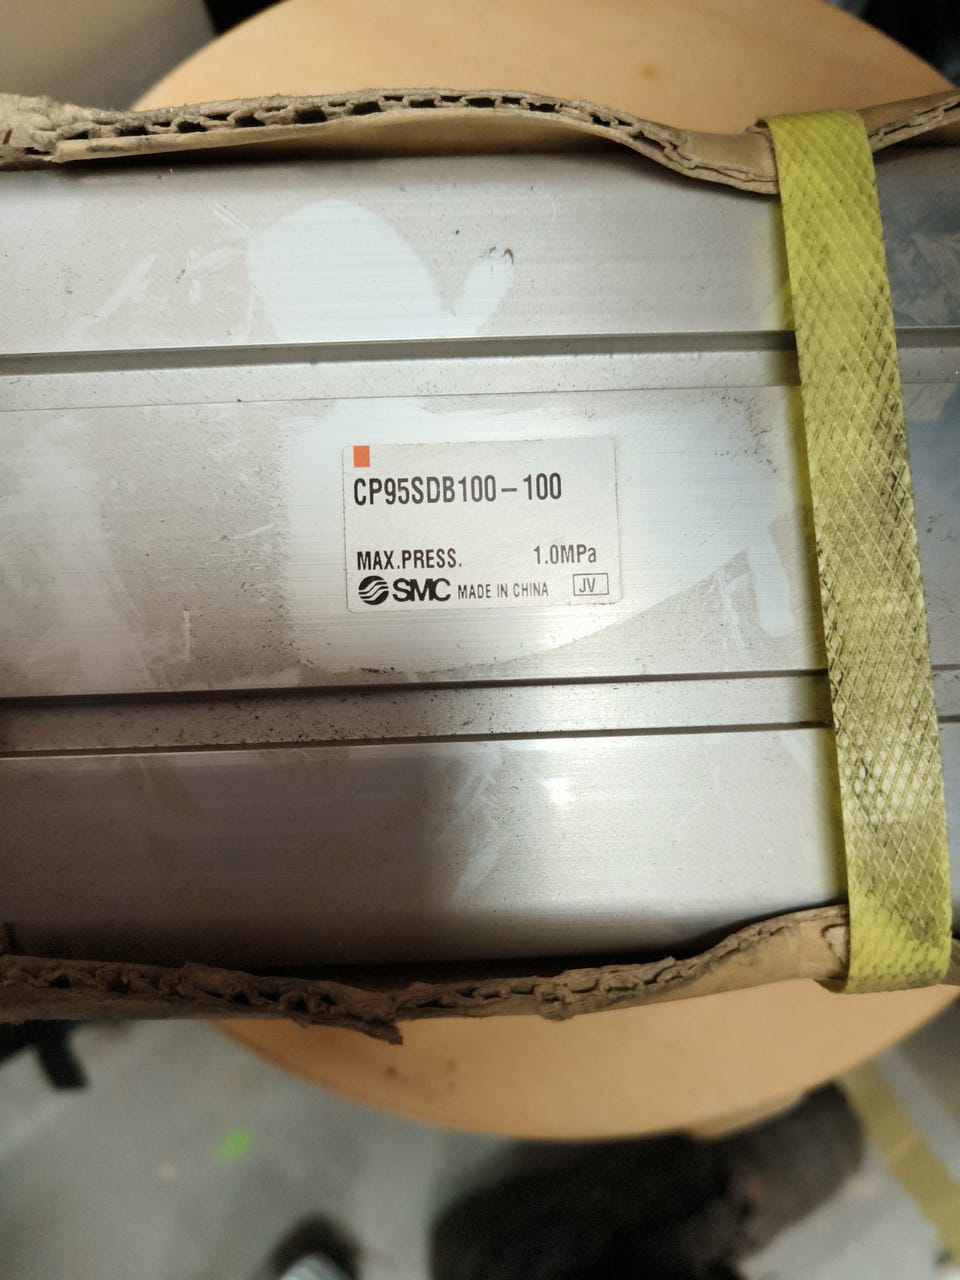 CP95SDB100-100
MAX.PRESS. 1.0MPa
SMC MADE IN CHINA JV